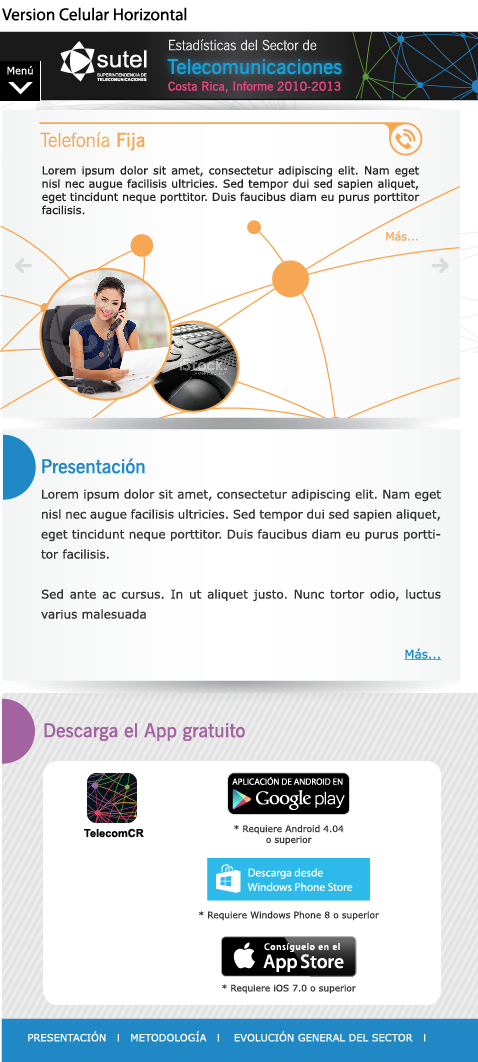 Version Celular Horizontal
Menú
sutel
SUPERINTENDENCIA DE
TELECOMUNICACIONES
Estadísticas del Sector de
Telecomunicaciones
Costa Rica, Informe 2010-2013
Telefonía Fija
Lorem ipsum dolor sit amet, consectetur adipiscing elit. Nam eget
nisl nec augue facilisis ultricies. Sed tempor dui sed sapien aliquet,
eget tincidunt neque porttitor. Duis faucibus diam eu purus porttitor
facilisis.
Más...
iStock.
Presentación
Lorem ipsum dolor sit amet, consectetur adipiscing elit. Nam eget
nisl nec augue facilisis ultricies. Sed tempor dui sed sapien aliquet,
eget tincidunt neque porttitor. Duis faucibus diam eu purus portti-
tor facilisis.
Sed ante ac cursus. In ut aliquet justo. Nunc tortor odio, luctus
varius malesuada
Más...
Descarga el App gratuito
TelecomCR
APLICACIÓN DE ANDROID EN
Google play
* Requiere Android 4.04
o superior
Descarga desde
Windows Phone Store
* Requiere Windows Phone 8 o superior
Consíguelo en el
App Store
* Requiere iOS 7.0 o superior
PRESENTACIÓN I METODOLOGÍA I EVOLUCIÓN GENERAL DEL SECTOR I